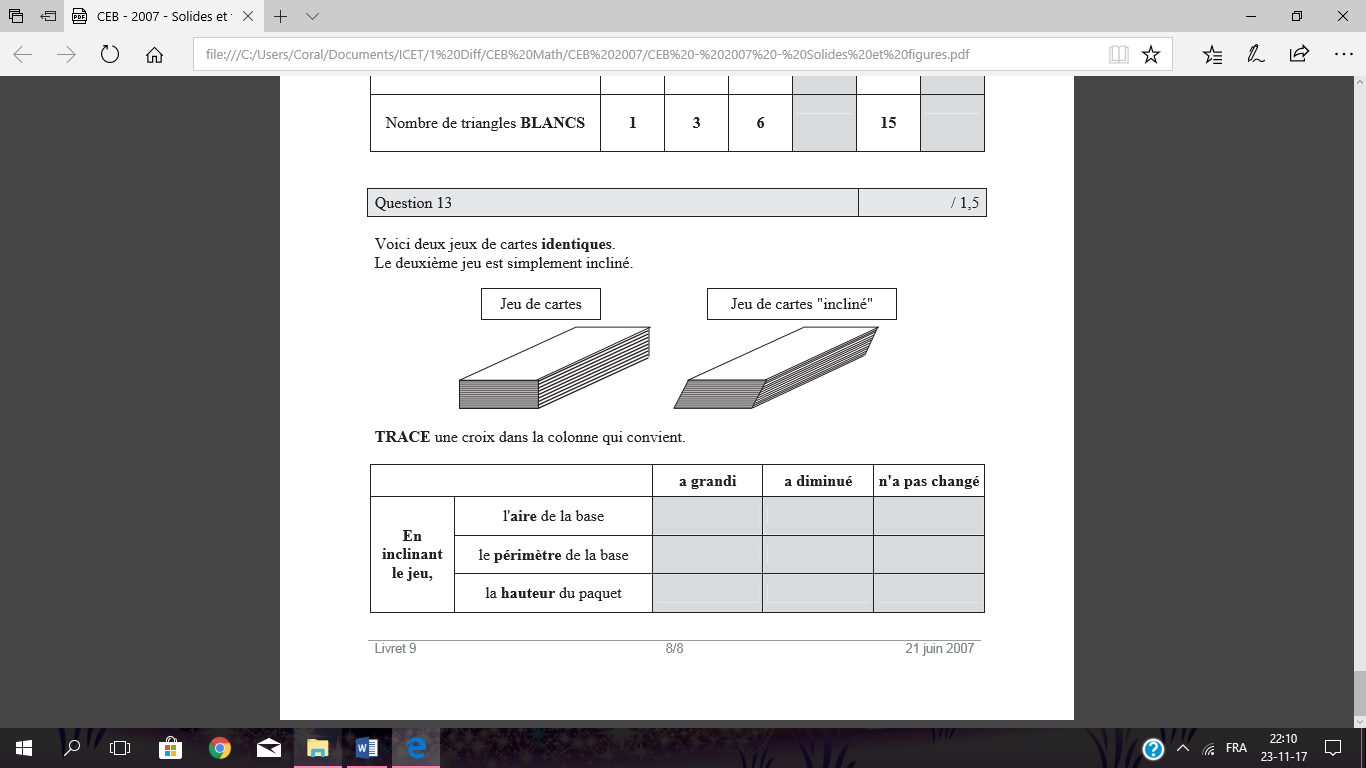 CEB - 2007 - Solides et
file:///C:/Users/Coral/Documents/ICET/1%20Diff/CEB%20Math/CEB%202007/CEB%20-%202007%20-%20Solides%20et%20figures.pdf
Nombre de triangles BLANCS 1 3 6 15
Question 13 / 1,5
Voici deux jeux de cartes identiques.
Le deuxième jeu est simplement incliné.
Jeu de cartes Jeu de cartes "incliné"
TRACE une croix dans la colonne qui convient.
a grandi a diminué n'a pas changé
En inclinant le jeu,
l'aire de la base
le périmètre de la base
la hauteur du paquet
Livret 9 8/8 21 juin 2007
FRA 22:10
23-11-17